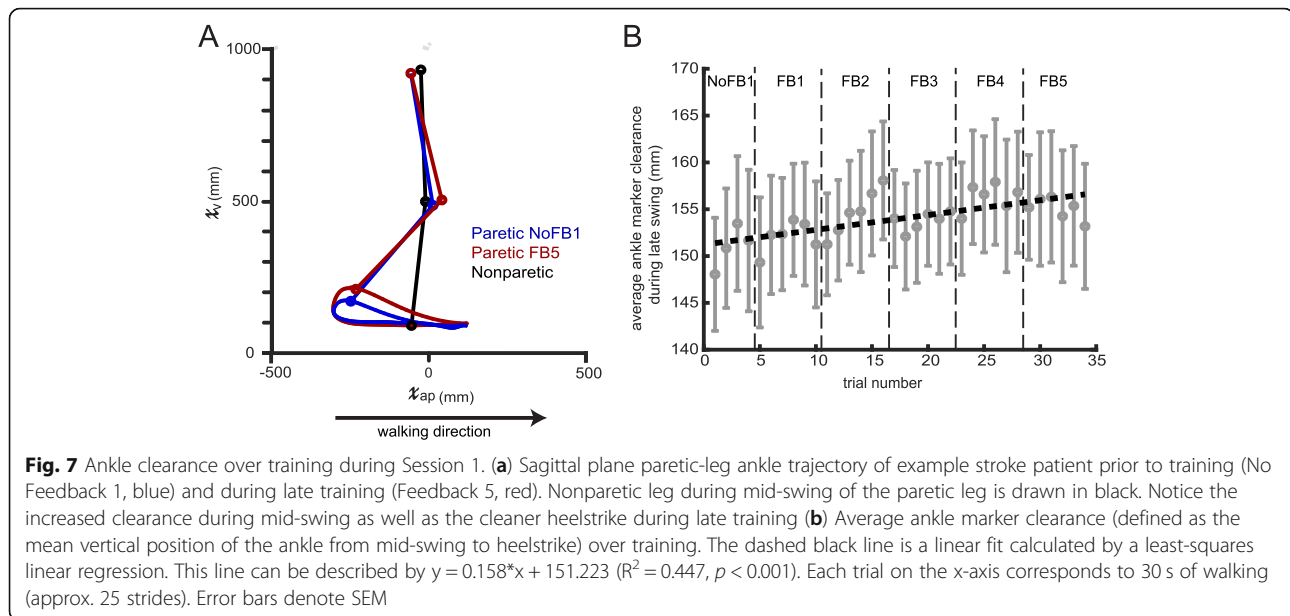 A
1000
500
0
𝓍v (mm)
-500 0 500
𝓍ap (mm)
walking direction
Paretic NoFB1
Paretic FB5
Nonparetic
B
170
165
160
155
150
145
140
average ankler marker clearance
during late swing (mm)
NoFB1 FB1 FB2 FB3 FB4 FB5
0 5 10 15 20 25 30 35
trial number
Fig. 7 Ankle clearance over training during Session 1. (a) Sagittal plane paretic-leg ankle trajectory of example stroke patient prior to training (No
Feedback 1, blue) and during late training (Feedback 5, red). Nonparetic leg during mid-swing of the paretic leg is drawn in black. Notice the
increased clearance during mid-swing as well as the cleaner heelstrike during late training (b) Average ankle marker clearance (defined as the
mean vertical position of the ankle from mid-swing to heelstrike) over training. The dashed black line is a linear fit calculated by a least-squares
linear regression. This line can be described by y = 0.158*x + 151.223 (R² = 0.447, p < 0.001). Each trial on the x-axis corresponds to 30 s of walking
(approx. 25 strides). Error bars denote SEM